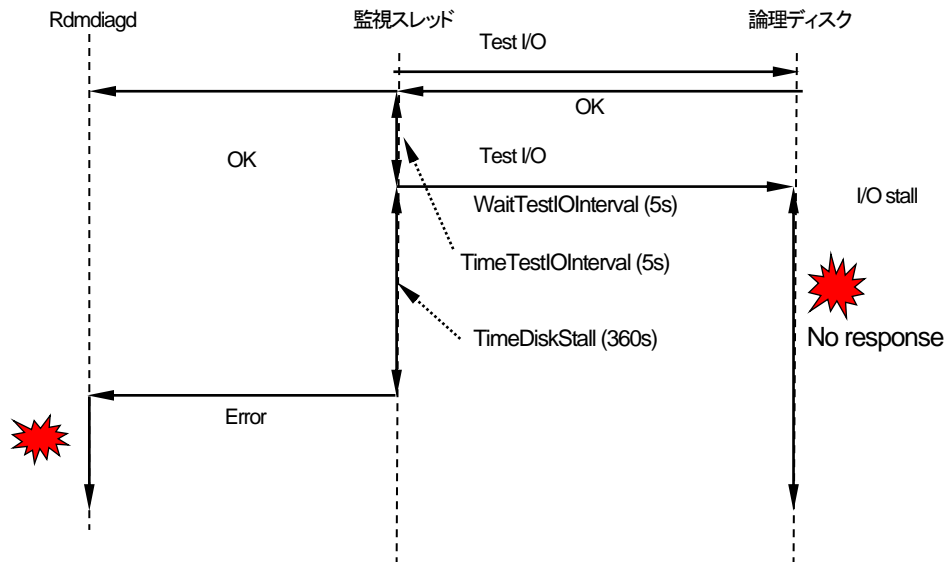 Rdmdiagd
監視スレッド
論理ディスク
Test I/O
OK
OK
Test I/O
I/O stall
WaitTestIOInterval (5s)
TimeTestIOInterval (5s)
TimeDiskStall (360s)
No response
Error